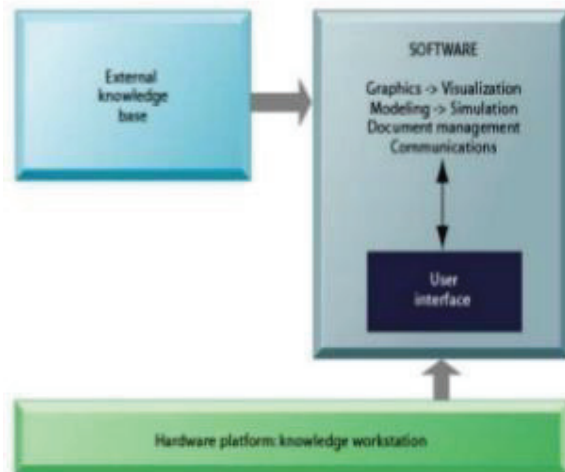 External
knowledge
base
SOFTWARE
Graphics -> Visualization
Modeling -> Simulation
Document management
Communications
User
interface
Hardware platform: knowledge workstation